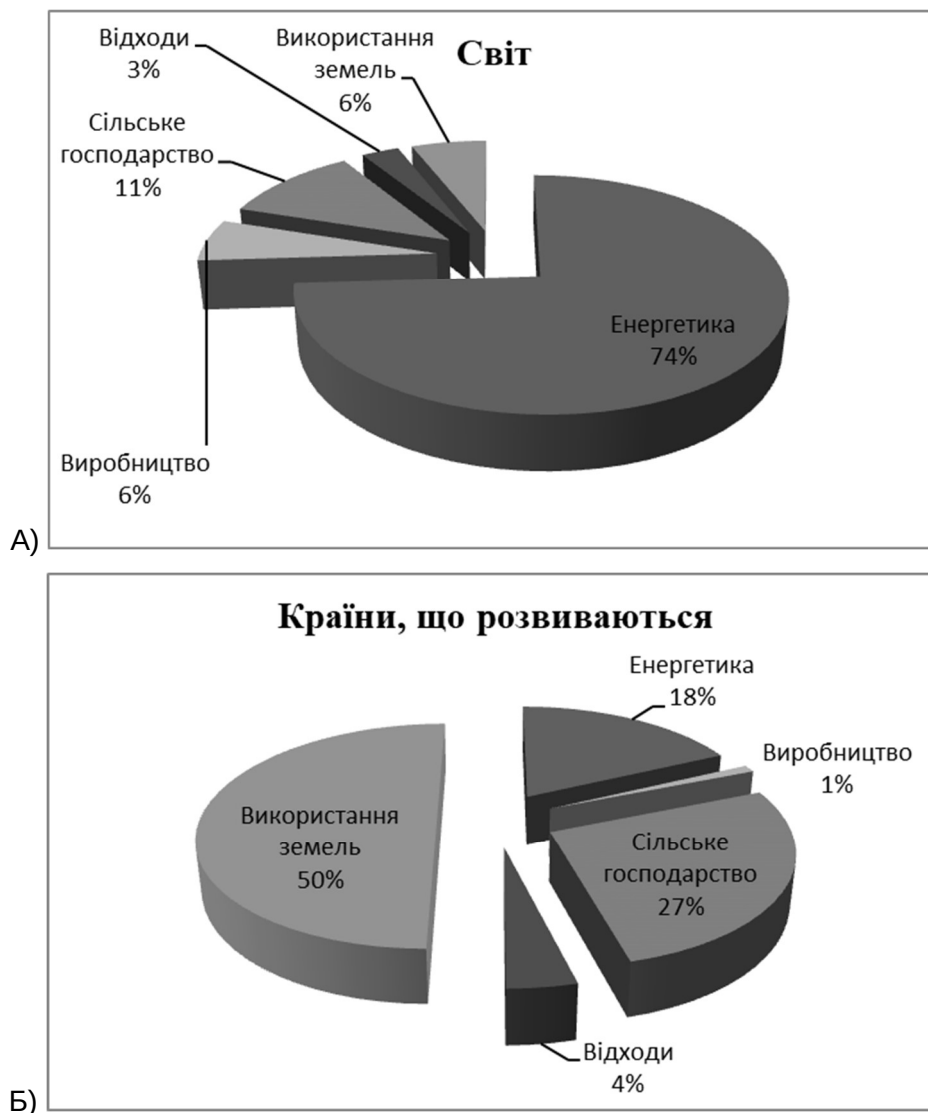 Світ
Відходи
3%
Використання
земель
6%
Сільське
господарство
11%
Енергетика
74%
Виробництво
6%
А)
Країни, що розвиваються
Енергетика
18%
Виробництво
1%
Використання
земель
50%
Сільське
господарство
27%
Відходи
4%
Б)